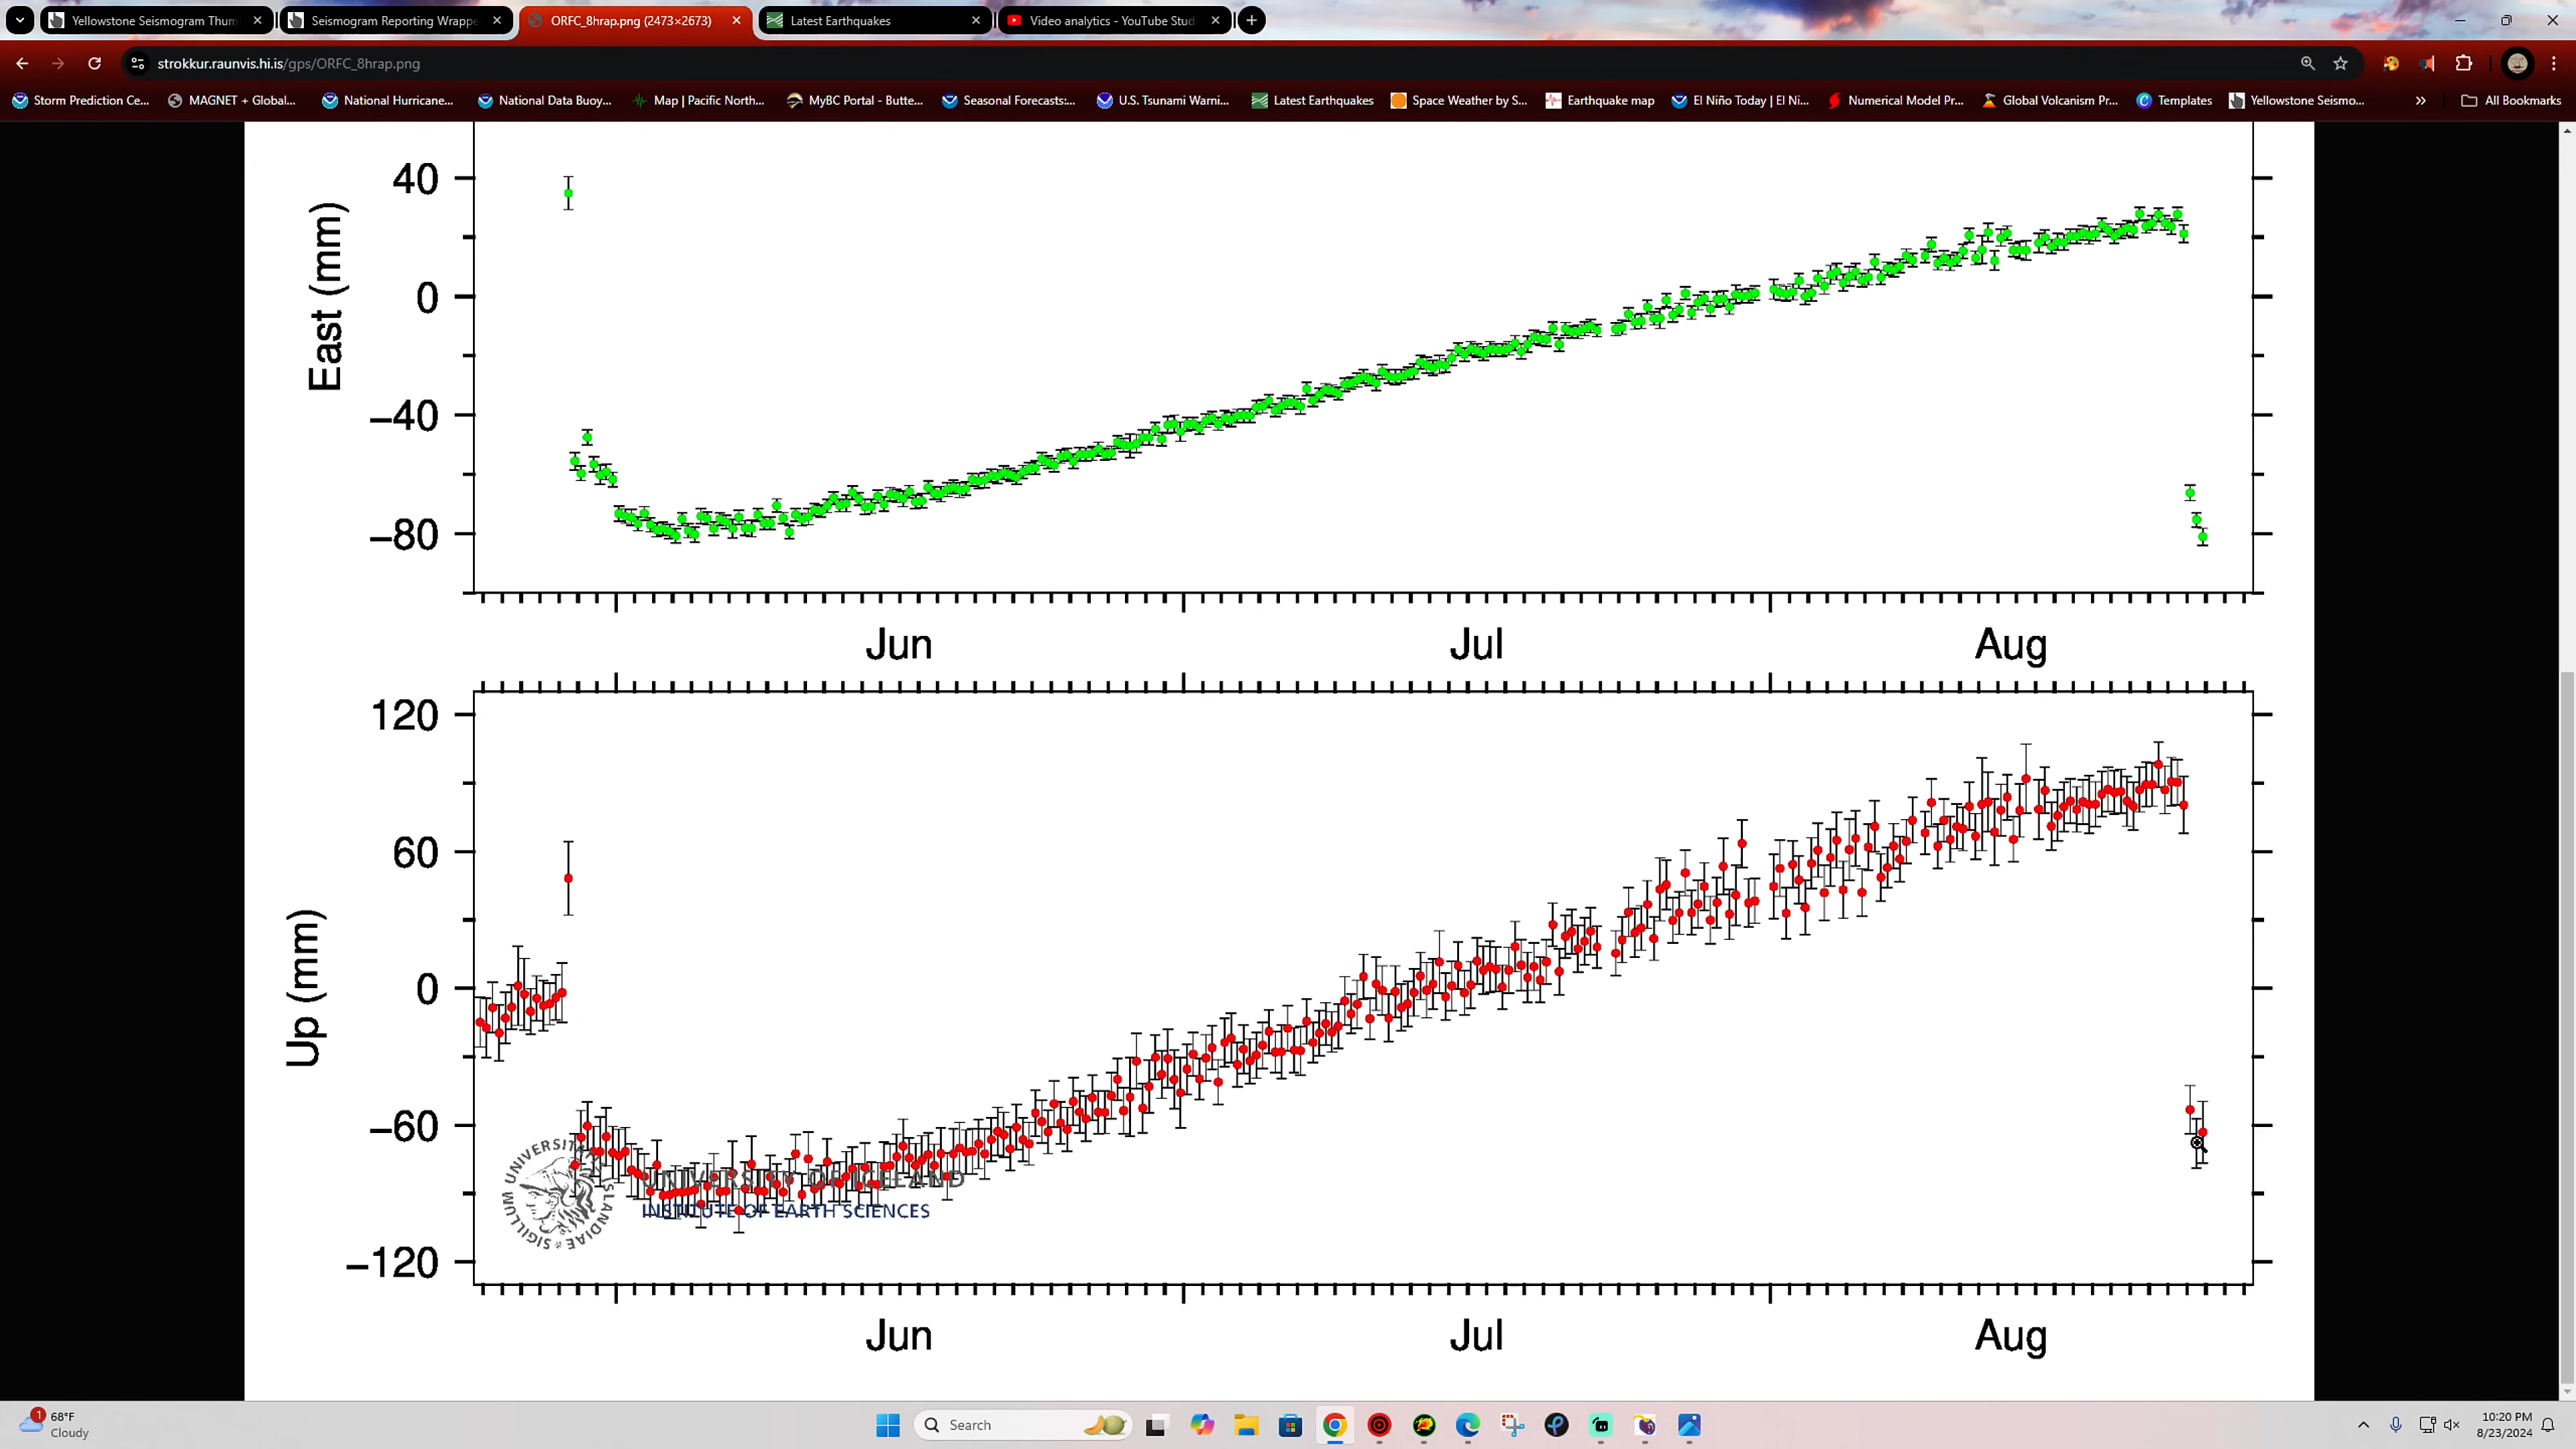 Yellowstone Seismogram Thum
Seismogram Reporting Wrappe
ORFC_8hrap.png (2473×2673)
Latest Earthquakes
Video analytics - YouTube Stud
strokkur.raunvis.hi.is/gps/ORFC_8hrap.png
Storm Prediction Ce...
MAGNET + Global...
National Hurricane...
National Data Buoy...
Map | Pacific North...
MyBC Portal - Butte...
Seasonal Forecasts:...
U.S. Tsunami Warni...
Latest Earthquakes
Space Weather by S...
Earthquake map
El Niño Today | El Ni...
Numerical Model Pr...
Global Volcanism Pr...
Templates
Yellowstone Seismo...
All Bookmarks
East (mm)
40
0
−40
−80
Jun
Jul
Aug
Up (mm)
120
60
0
−60
−120
UNIVERSITY OF ICELAND
INSTITUTE OF EARTH SCIENCES
Jun
Jul
Aug
1
68°F
Cloudy
Search
10:20 PM
8/23/2024